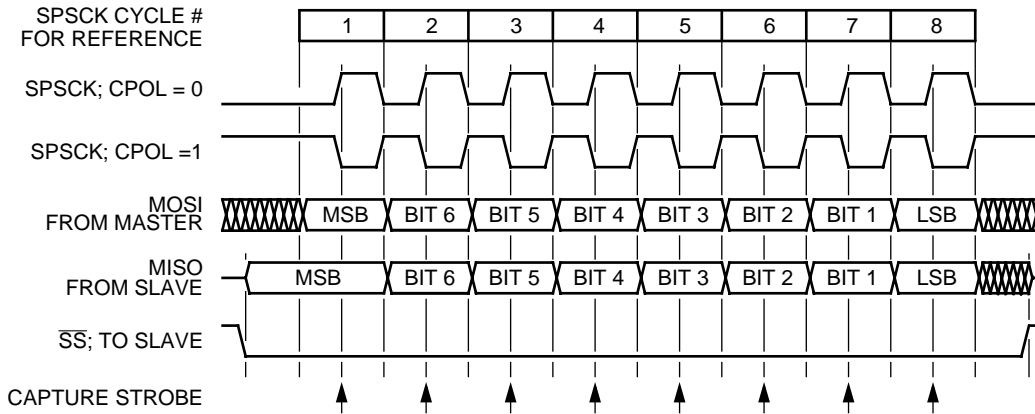 SPSCK CYCLE #
FOR REFERENCE
1 2 3 4 5 6 7 8
SPSCK; CPOL = 0
SPSCK; CPOL =1
MOSI
FROM MASTER
MSB BIT 6 BIT 5 BIT 4 BIT 3 BIT 2 BIT 1 LSB
MISO
FROM SLAVE
MSB BIT 6 BIT 5 BIT 4 BIT 3 BIT 2 BIT 1 LSB
S̅S̅; TO SLAVE
CAPTURE STROBE